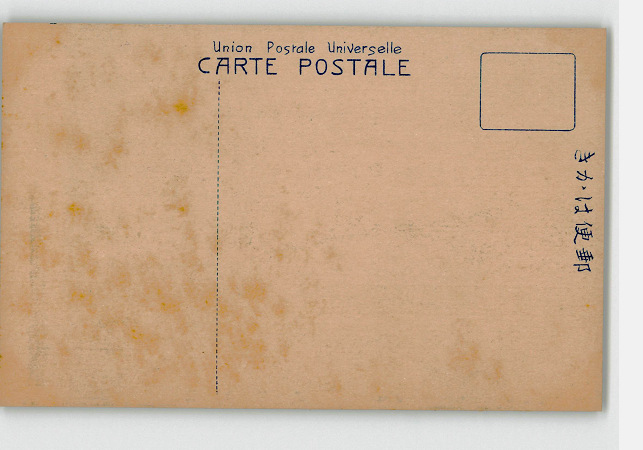 Union Postale Universelle
CARTE POSTALE
郵便はがき